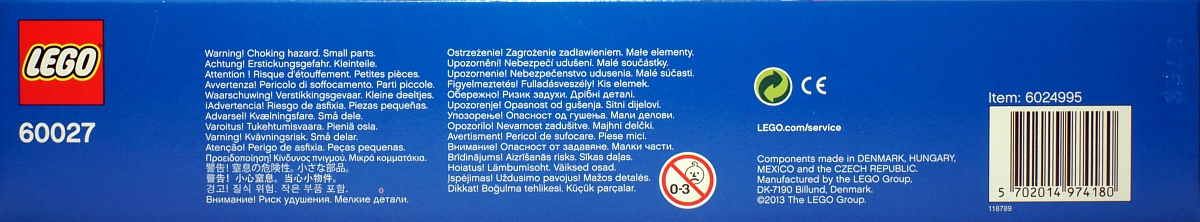 LEGO
60027
Warning! Choking hazard. Small parts.
Achtung! Erstickungsgefahr. Kleinteile.
Attention ! Risque d'étouffement. Petites pièces.
Avvertenza! Pericolo di soffocamento. Parti piccole.
Waarschuwing! Verstikkingsgevaar. Kleine deeltjes.
¡Advertencia! Riesgo de asfixia. Piezas pequeñas.
Advarsel! Kvælningsfare. Små dele.
Varoitus! Tukehtumisvaara. Pieniä osia.
Varning! Kvävningsrisk. Små delar.
Atenção! Perigo de asfixia. Peças pequenas.
Προειδοποίηση! Κίνδυνος πνιγμού. Μικρά κομματάκια.
警告! 窒息の危険性。小さな部品。
警告! 小心窒息。当心小物件。
경고! 질식 위험. 작은 부품 포함.
Внимание! Риск удушения. Мелкие детали.
Ostrzeżenie! Zagrożenie zadławieniem. Małe elementy.
Upozornění! Nebezpečí udušení. Malé součástky.
Upozornenie! Nebezpečenstvo udusenia. Malé súčasti.
Figyelmeztetés! Fulladásveszély! Kis elemek.
Обережно! Ризик задухи. Дрібні деталі.
Upozorenje! Opasnost od gušenja. Sitni dijelovi.
Упозорење! Опасност од гушења. Мали делови.
Opozorilo! Nevarnost zadušitve. Majhni delčki.
Avertisment! Pericol de sufocare. Piese mici.
Внимание! Опасност от задавяне. Малки части.
Brīdinājums! Aizrīšanās risks. Sīkas daļas.
Hoiatus! Lämbumisoht. Väiksed osad.
Įspėjimas! Uždusimo pavojus! Mažos detalės.
Dikkat! Boğulma tehlikesi. Küçük parçalar.
0-3
CE
LEGO.com/service
Components made in DENMARK, HUNGARY,
MEXICO and the CZECH REPUBLIC.
Manufactured by the LEGO Group,
DK-7190 Billund, Denmark.
©2013 The LEGO Group.
Item: 6024995
5 702014 974180
118789